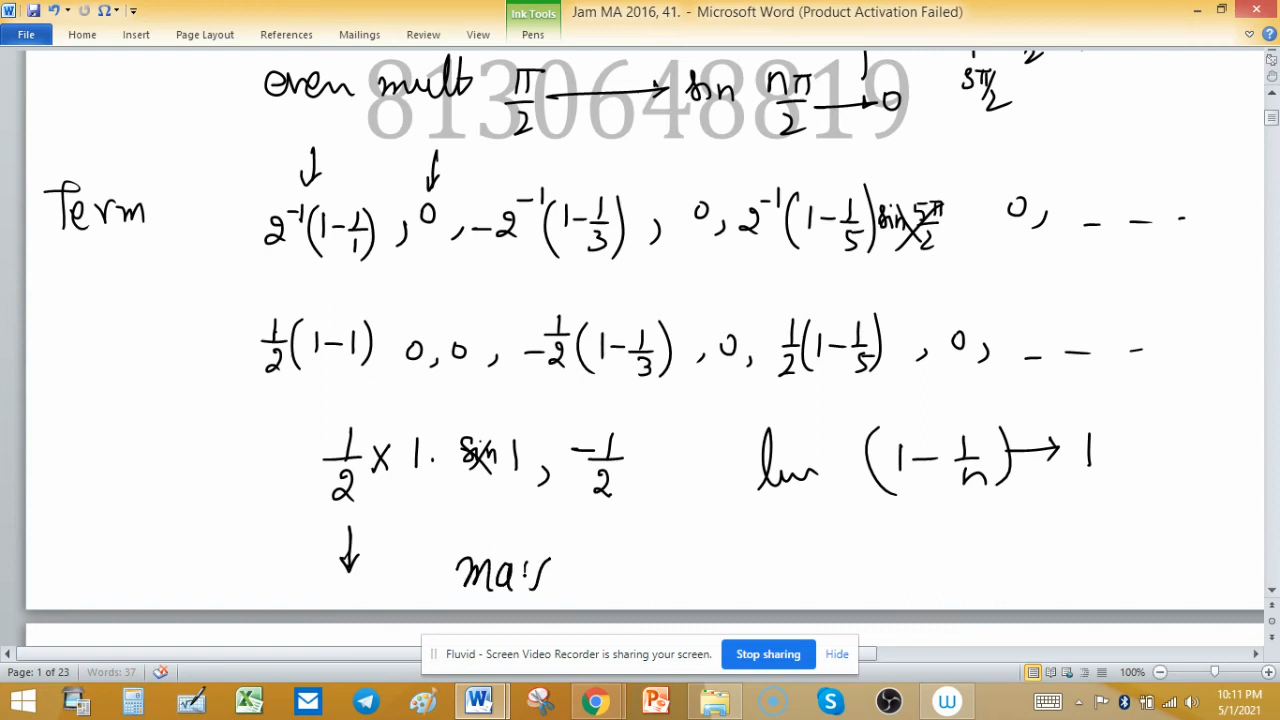 Ink Tools
Jam MA 2016, 41. - Microsoft Word (Product Activation Failed)
File Home Insert Page Layout References Mailings Review View Pens
8130648819
even mult π/2 → sin nπ/2 → 0 5π/2
Term 2⁻¹(1-1/1), 0, -2⁻¹(1-1/3), 0, 2⁻¹(1-1/5) sin 5π/2 0, - - -
1/2(1-1) 0, 0, -1/2(1-1/3), 0, 1/2(1-1/5), 0, - - -
1/2 × 1. sin 1, -1/2 lim (1-1/n) → 1
Fluvid - Screen Video Recorder is sharing your screen. Stop sharing Hide
Page: 1 of 23 Words: 37 100%
10:11 PM
5/1/2021